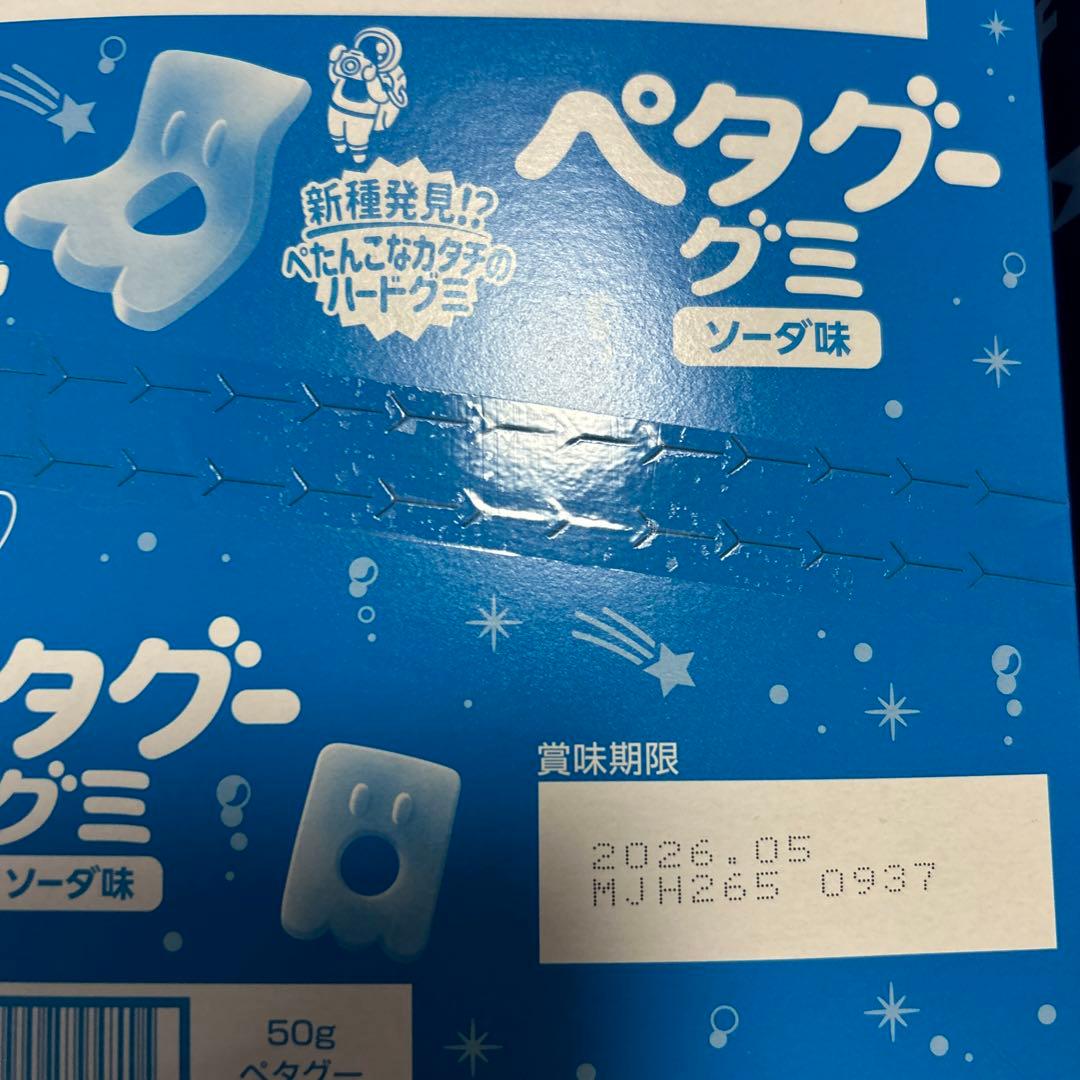 ペタグー
グミ
ソーダ味
新種発見!?
ぺたんこなカタチの
ハードグミ
タグー
グミ
ソーダ味
賞味期限
2026.05
MJH265 0937
50g
ペタグー